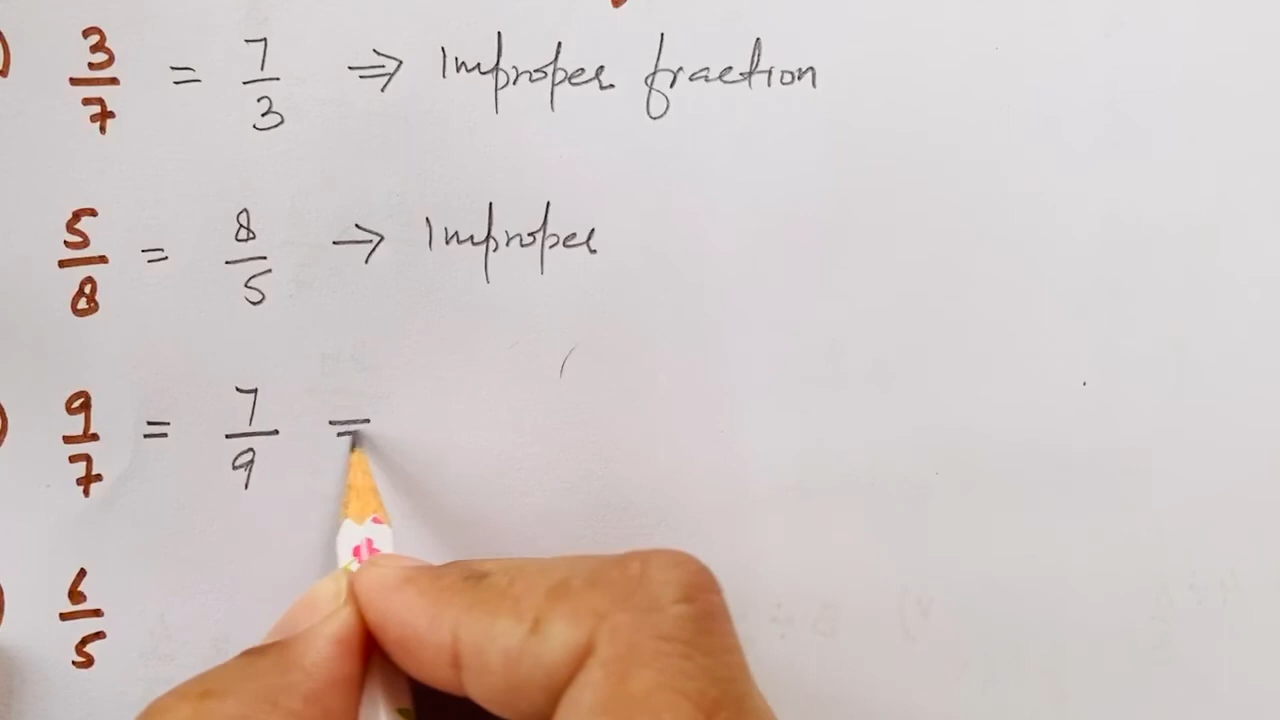 3/7 = 7/3 ⇒ Improper fraction
5/8 = 8/5 → Improper
9/7 = 7/9 =
6/5